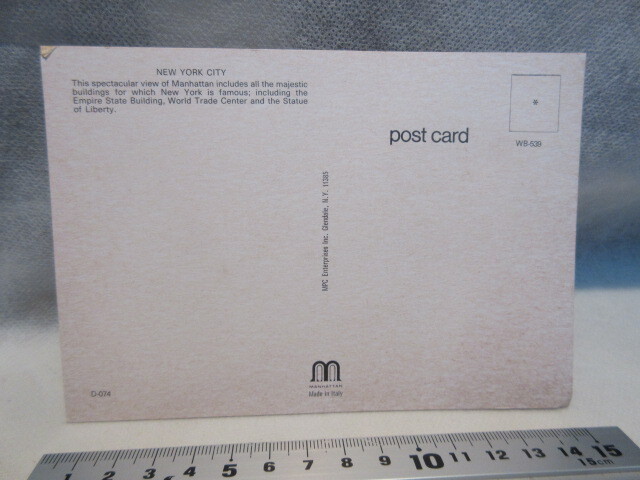 NEW YORK CITY
This spectacular view of Manhattan includes all the majestic
buildings for which New York is famous; including the
Empire State Building, World Trade Center and the Statue
of Liberty.
post card
WB-539
MPC Enterprises Inc. Glendale, N.Y. 11385
MANHATTAN
Made in Italy
D-074
1 2 3 4 5 6 7 8 9 10 11 12 13 14 15
15cm